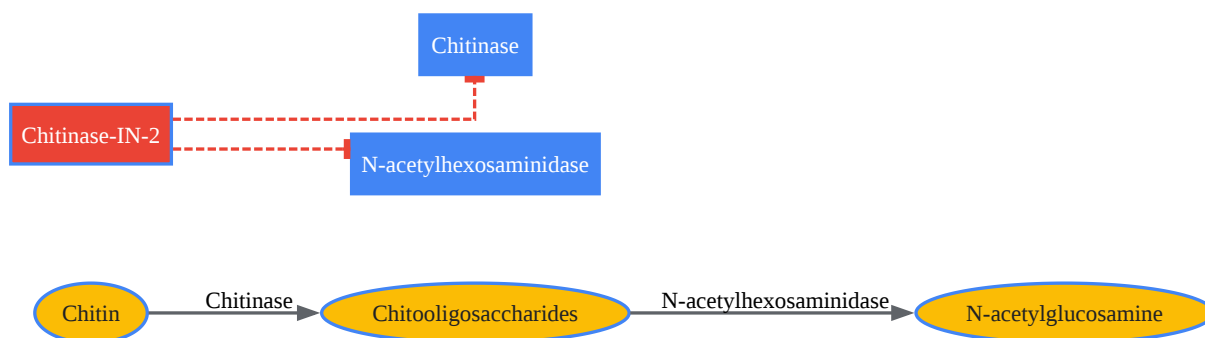 Chitinase
Chitinase-IN-2
N-acetylhexosaminidase
Chitinase
N-acetylhexosaminidase
Chitin
Chitooligosaccharides
N-acetylglucosamine